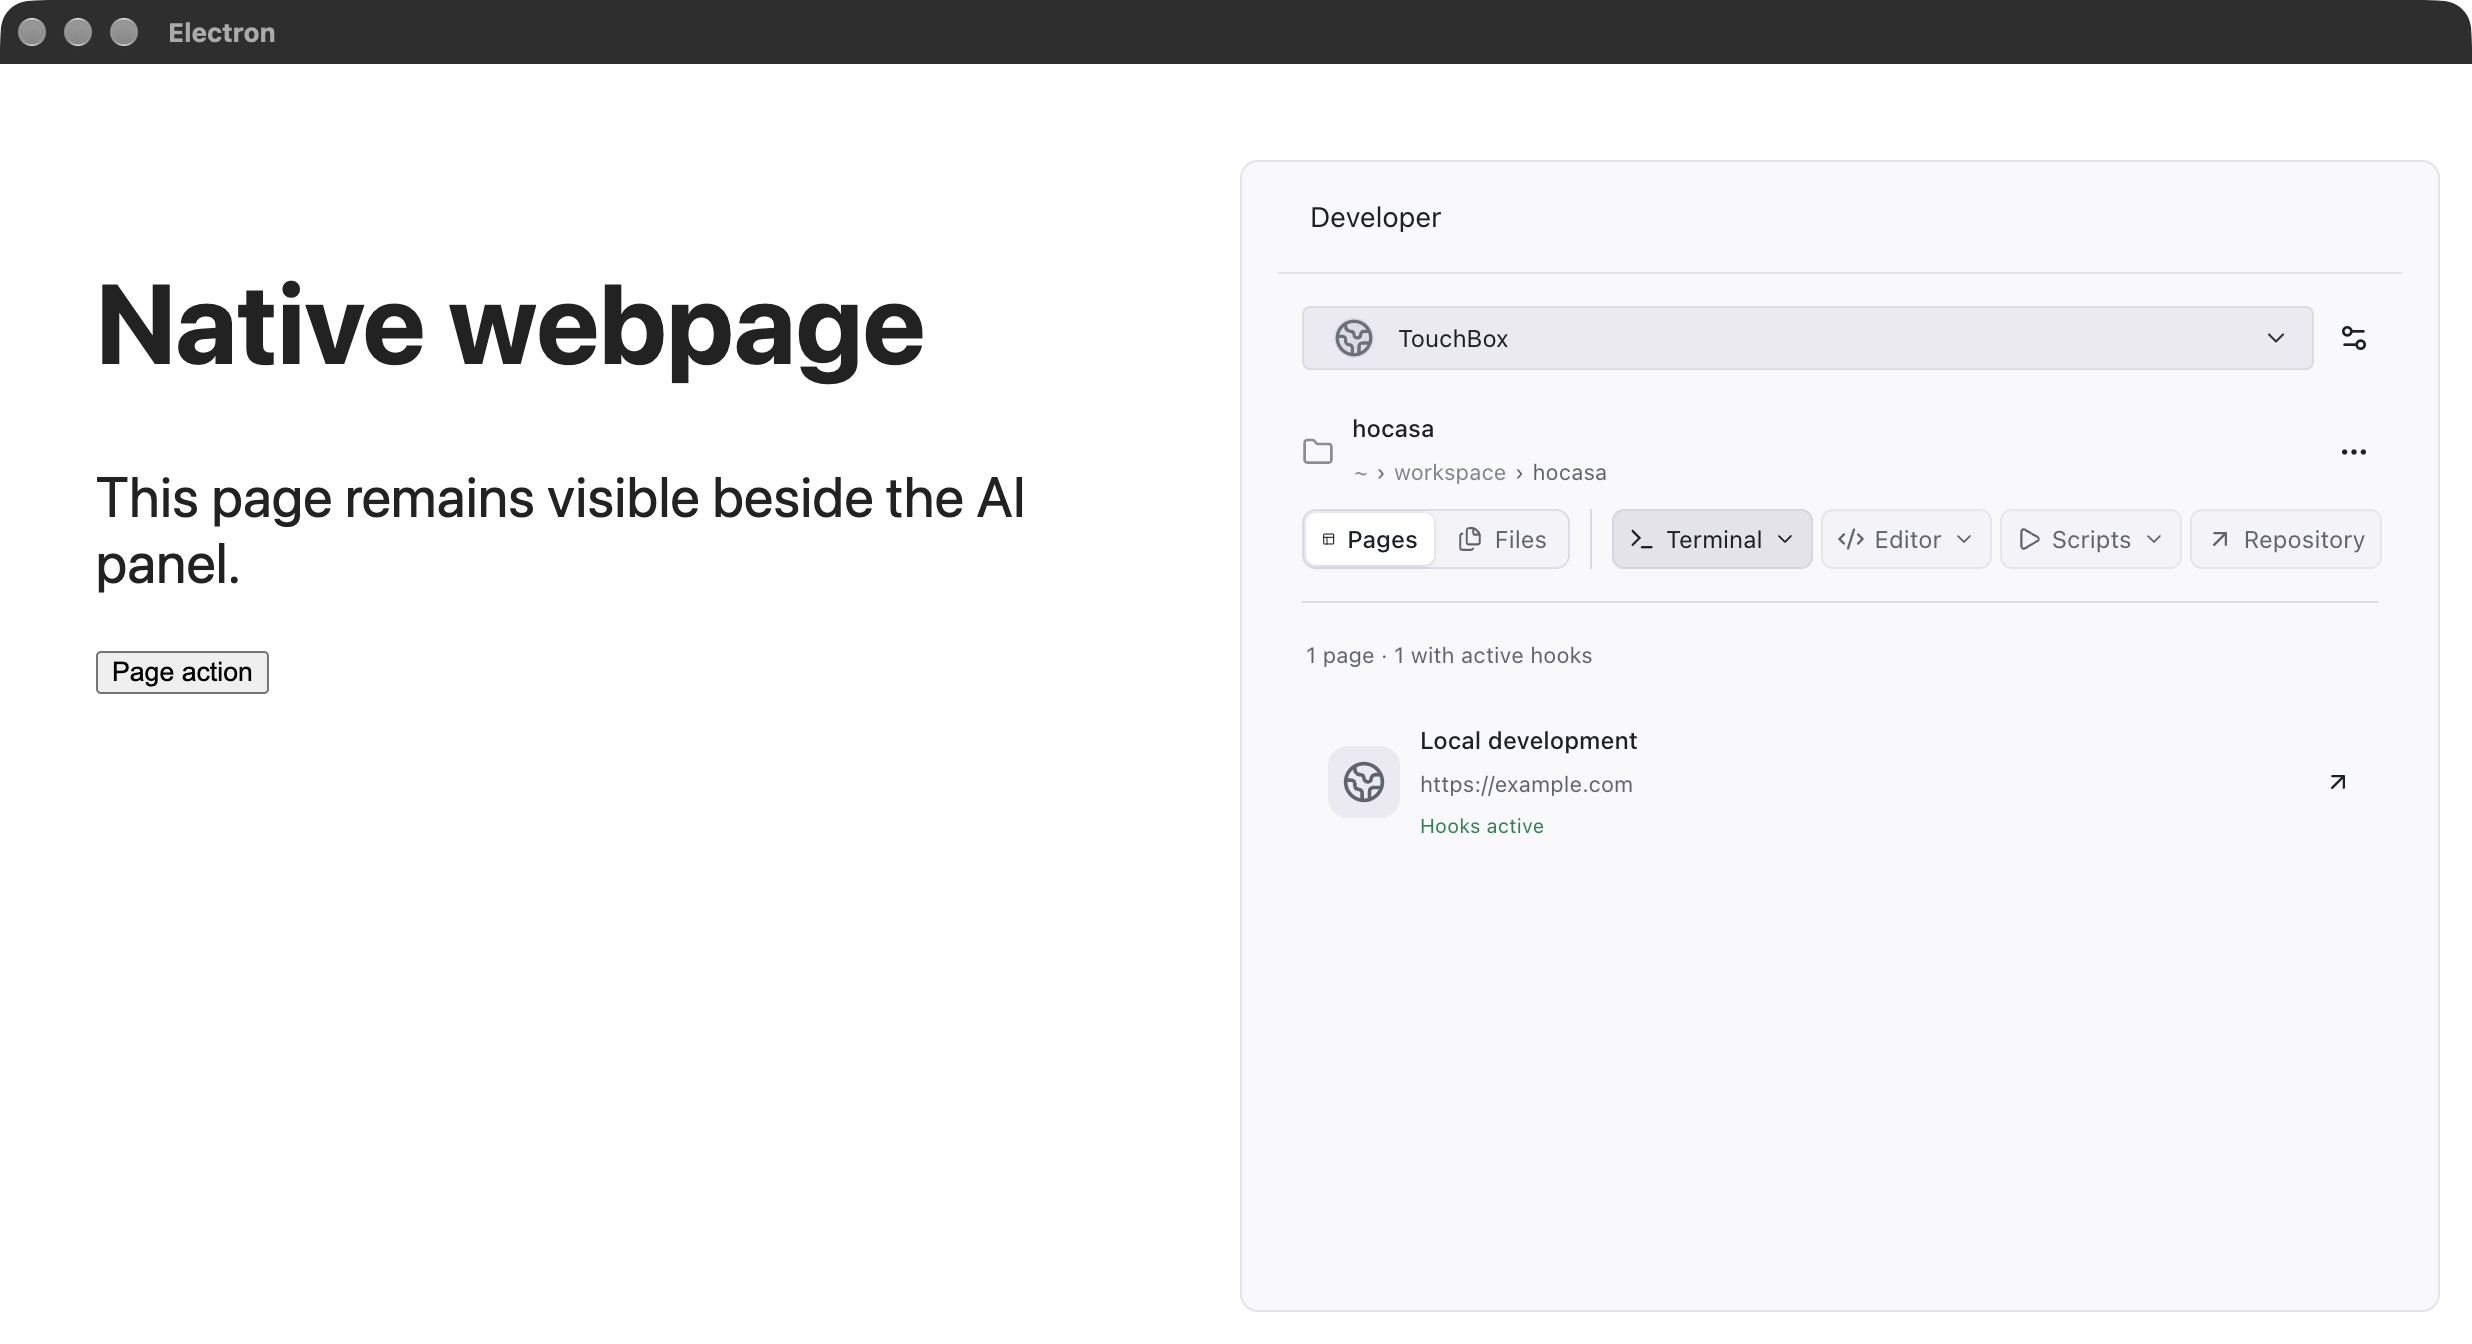 Electron
Native webpage
This page remains visible beside the AI
panel.
Page action
Developer
TouchBox
hocasa
~ › workspace › hocasa
Pages Files Terminal Editor Scripts Repository
1 page · 1 with active hooks
Local development
https://example.com
Hooks active